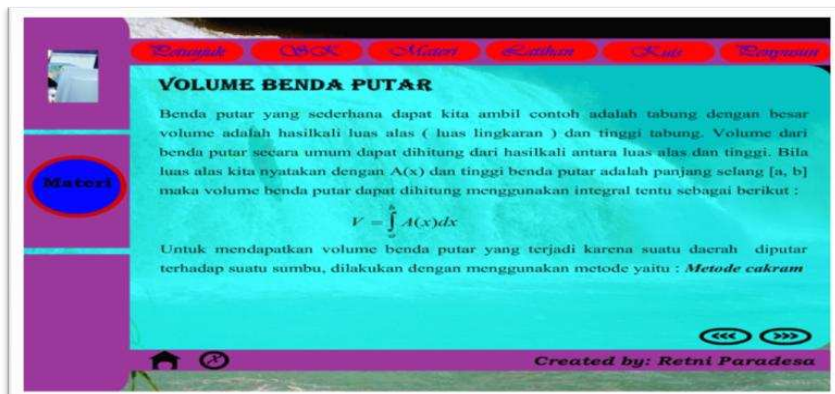 Petunjuk SK Materi Latihan Kuis Penyusun
VOLUME BENDA PUTAR
Benda putar yang sederhana dapat kita ambil contoh adalah tabung dengan besar
volume adalah hasilkali luas alas ( luas lingkaran ) dan tinggi tabung. Volume dari
benda putar secara umum dapat dihitung dari hasilkali antara luas alas dan tinggi. Bila
luas alas kita nyatakan dengan A(x) dan tinggi benda putar adalah panjang selang [a, b]
maka volume benda putar dapat dihitung menggunakan integral tentu sebagai berikut :
V = ∫ₐᵇ A(x)dx
Untuk mendapatkan volume benda putar yang terjadi karena suatu daerah diputar
terhadap suatu sumbu, dilakukan dengan menggunakan metode yaitu : Metode cakram
Materi
<<< >>>
X
Created by: Retni Paradesa